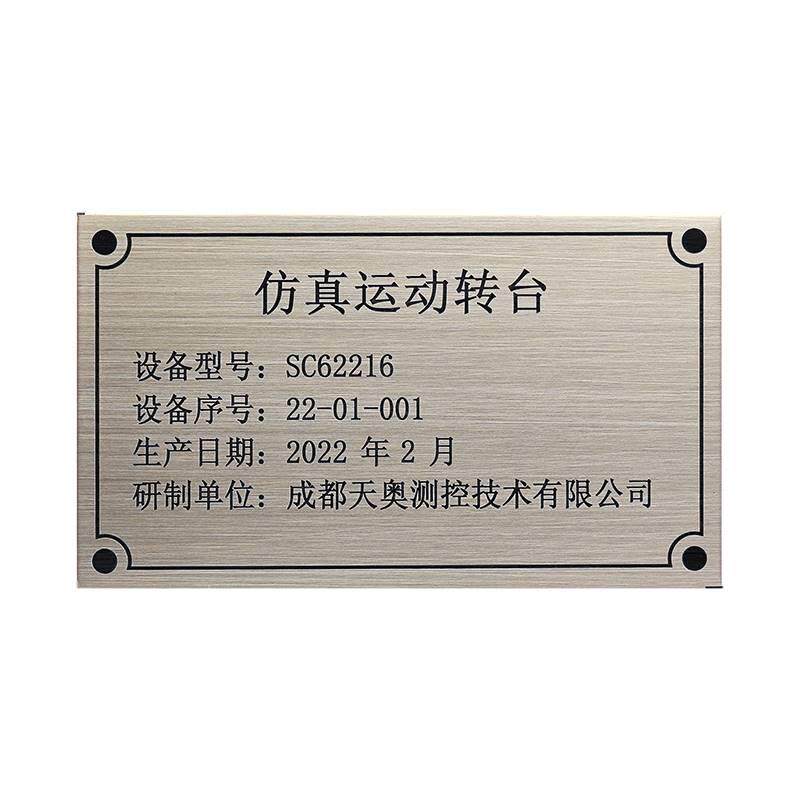 仿真运动转台
设备型号：SC62216
设备序号：22-01-001
生产日期：2022 年 2 月
研制单位：成都天奥测控技术有限公司